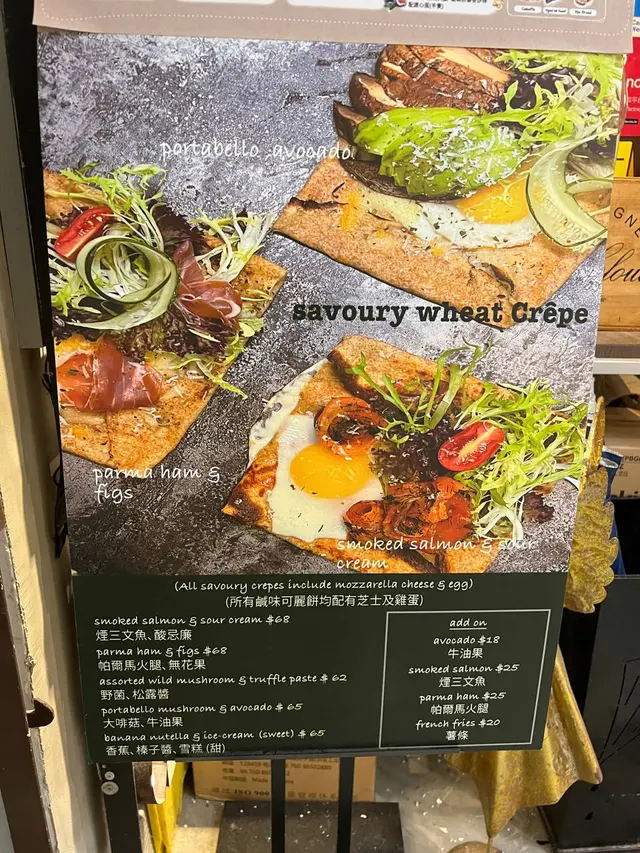 portabello ,avocado
savoury wheat Crêpe
parma ham &
figs
smoked salmon & sour
cream
(All savoury crepes include mozzarella cheese & egg)
(所有鹹味可麗餅均配有芝士及雞蛋)
smoked salmon & sour cream $68
煙三文魚、酸忌廉
parma ham & figs $68
帕爾馬火腿、無花果
assorted wild mushroom & truffle paste $ 62
野菌、松露醬
portabello mushroom & avocado $ 65
大啡菇、牛油果
banana nutella & ice-cream (sweet) $ 65
香蕉、榛子醬、雪糕 (甜)
add on
avocado $18
牛油果
smoked salmon $25
煙三文魚
parma ham $25
帕爾馬火腿
french fries $20
薯條